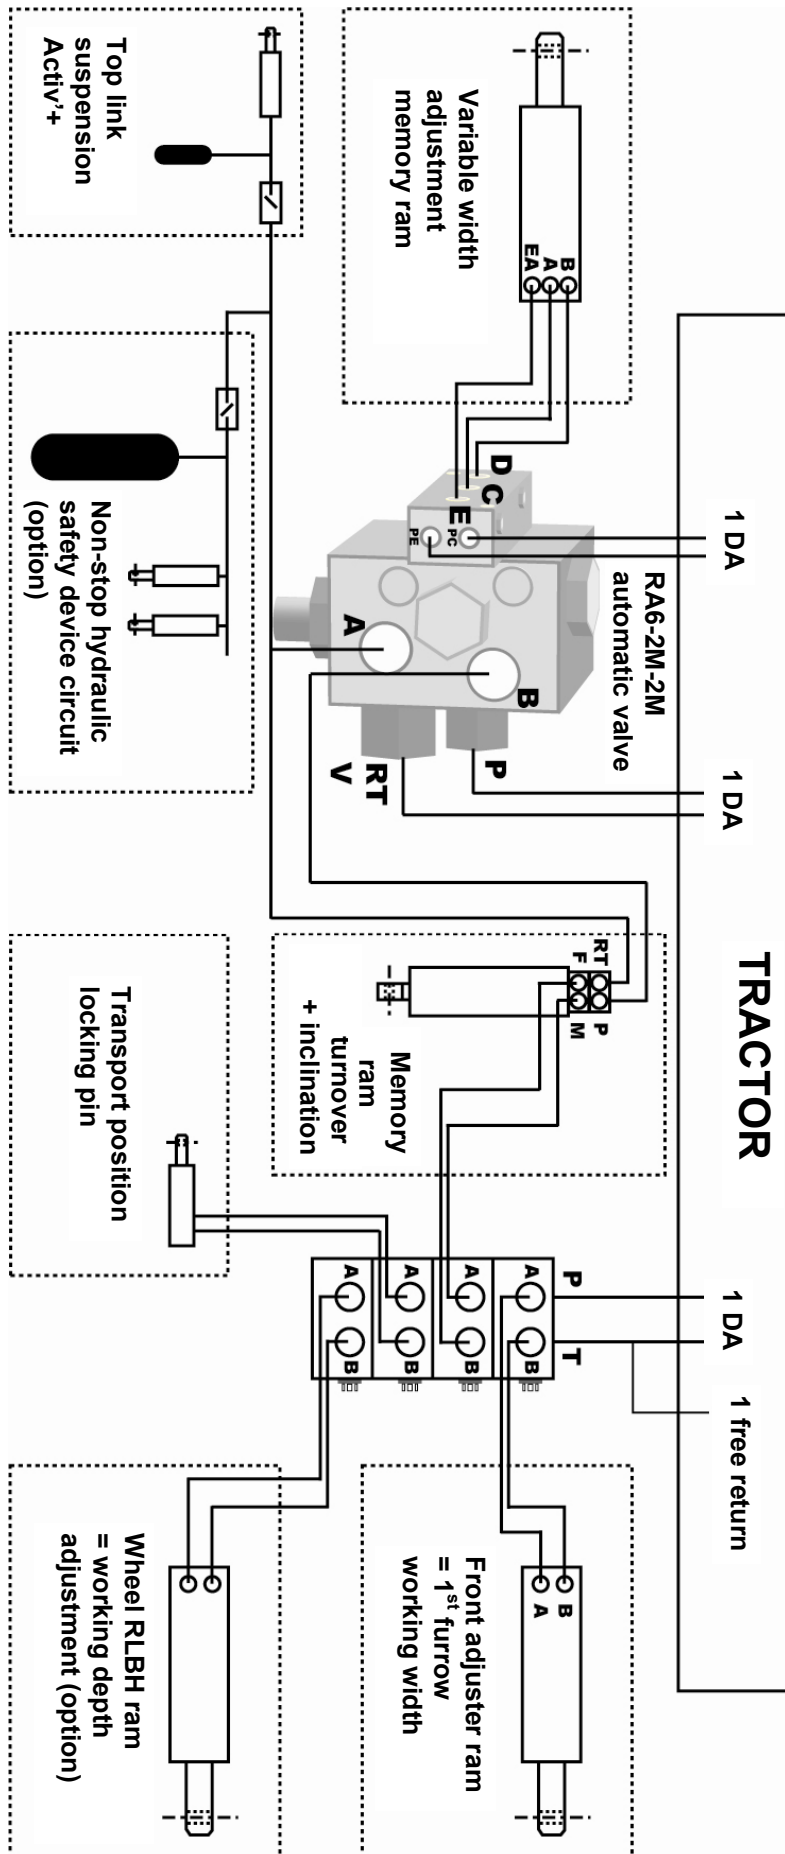 TRACTOR
1 DA
1 DA
1 DA
1 free return
Variable width
adjustment
memory ram
B
A
EA
RA6-2M-2M
automatic valve
D
C
E
PC
PE
A
B
P
RT
V
Top link
suspension
Activ'+
Non-stop hydraulic
safety device circuit
(option)
RT
P
F
M
Memory
ram
turnover
+ inclination
Transport position
locking pin
P
T
A
B
A
B
A
B
A
B
Front adjuster ram
= 1st furrow
working width
B
A
Wheel RLBH ram
= working depth
adjustment (option)